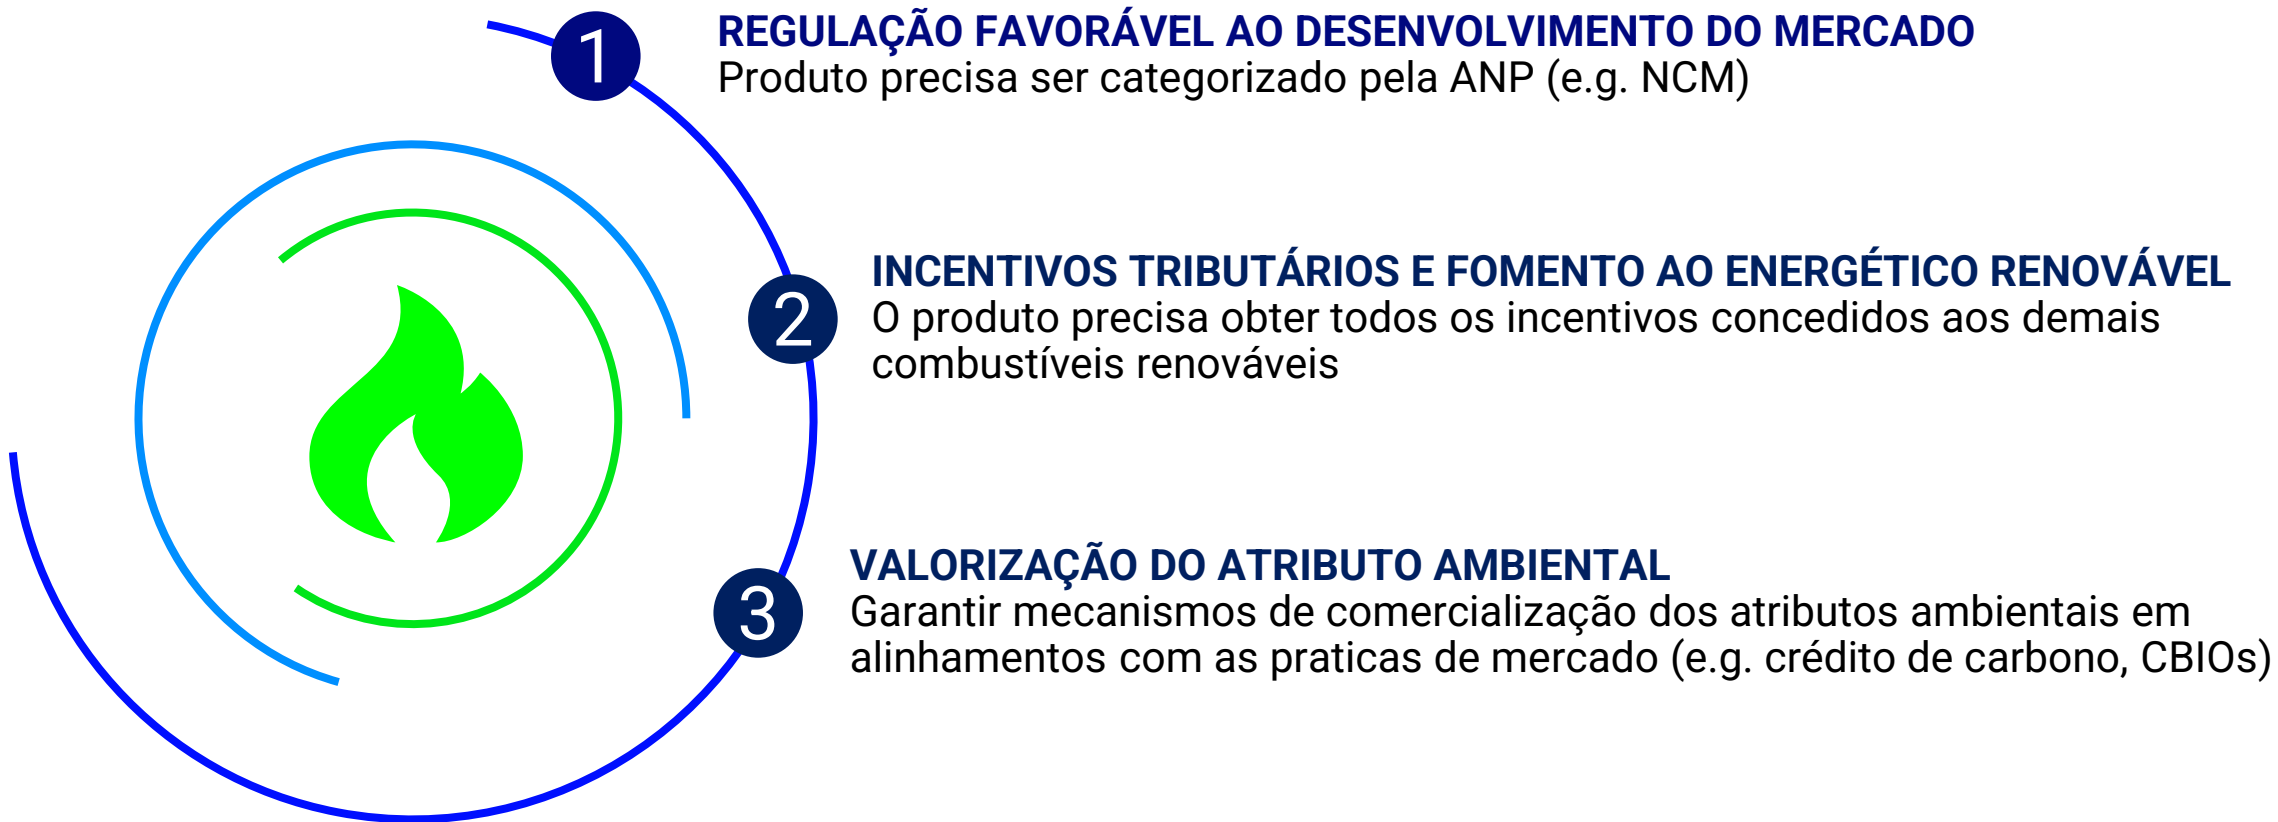 1
REGULAÇÃO FAVORÁVEL AO DESENVOLVIMENTO DO MERCADO
Produto precisa ser categorizado pela ANP (e.g. NCM)
2
INCENTIVOS TRIBUTÁRIOS E FOMENTO AO ENERGÉTICO RENOVÁVEL
O produto precisa obter todos os incentivos concedidos aos demais
combustíveis renováveis
3
VALORIZAÇÃO DO ATRIBUTO AMBIENTAL
Garantir mecanismos de comercialização dos atributos ambientais em
alinhamentos com as praticas de mercado (e.g. crédito de carbono, CBIOs)